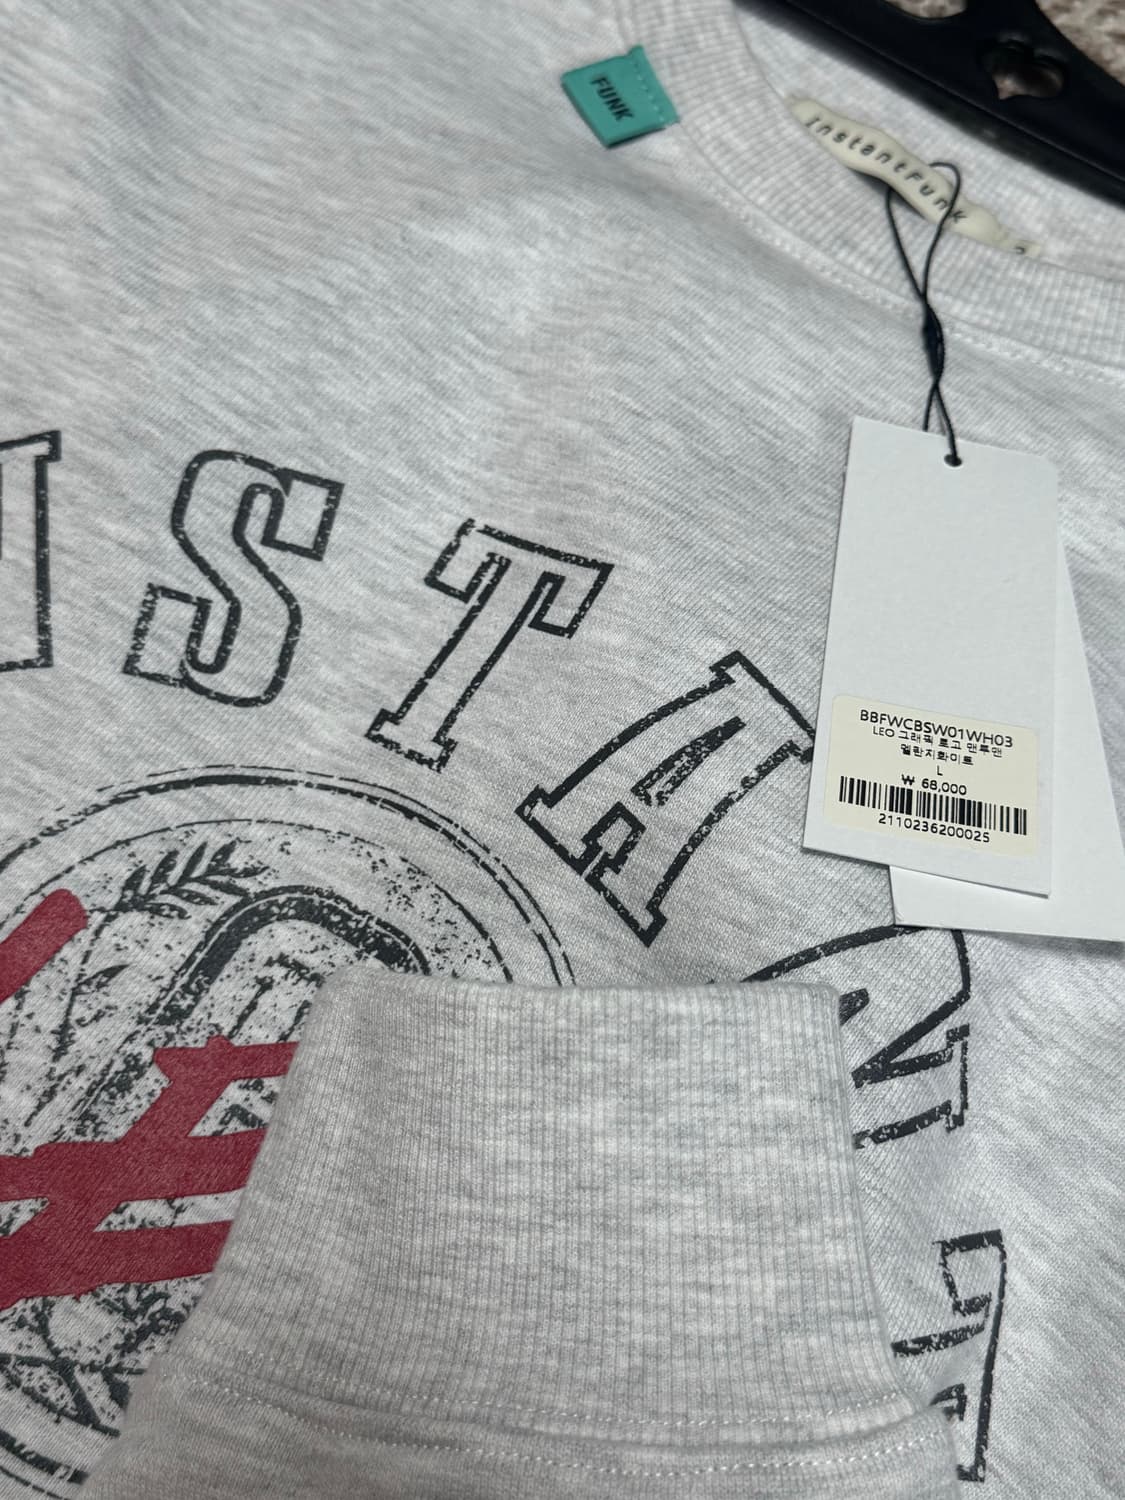 FUNK
instantFunk
NSTANT
BBFWCBSW01WH03
LEO 그래픽 로고 맨투맨
멜란지화이트
L
₩ 68,000
2110236200025